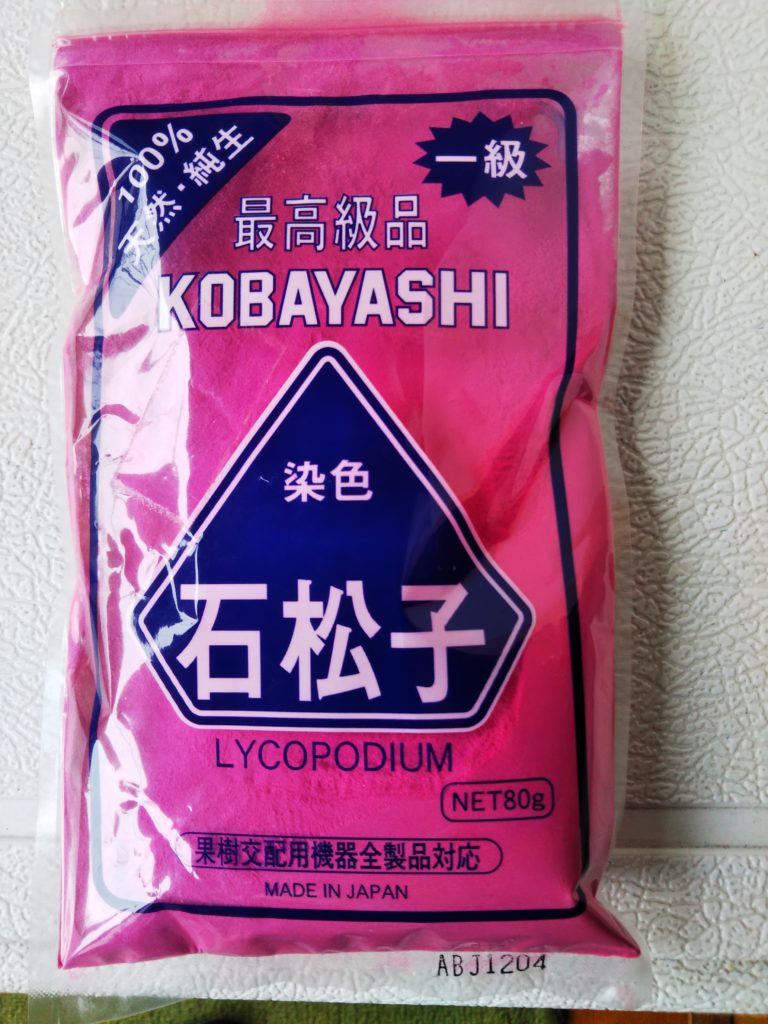 100%
天然・純生
一級
最高級品
KOBAYASHI
染色
石松子
LYCOPODIUM
NET80g
果樹交配用機器全製品対応
MADE IN JAPAN
ABJ1204